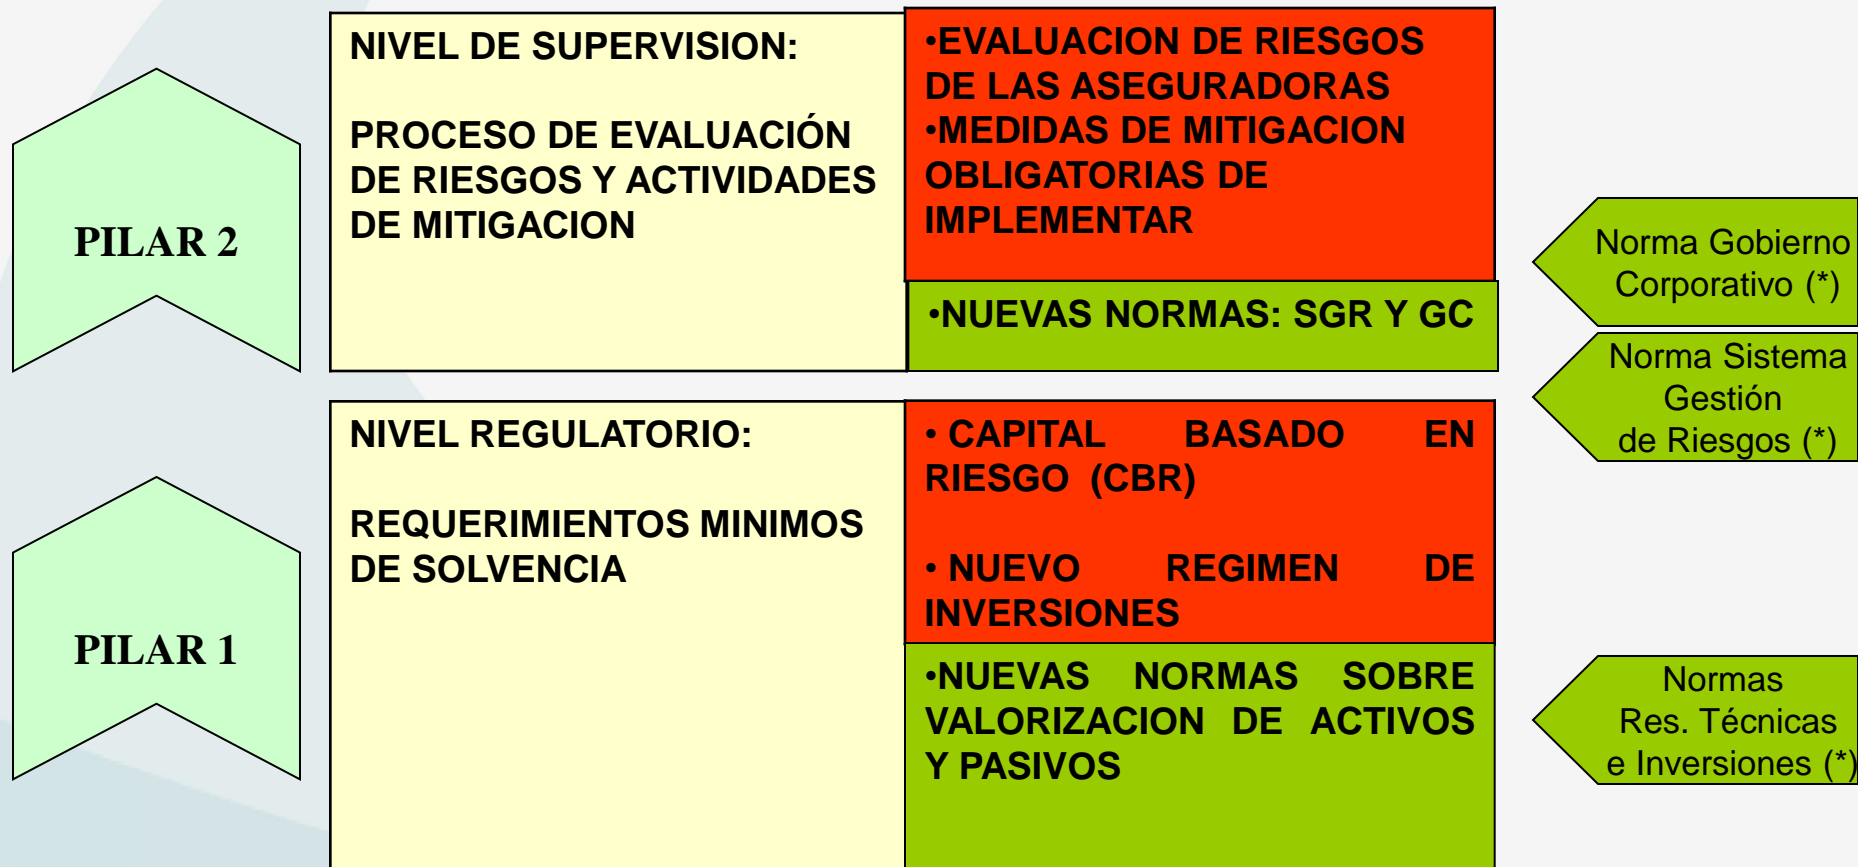 PILAR 2
NIVEL DE SUPERVISION:
PROCESO DE EVALUACIÓN
DE RIESGOS Y ACTIVIDADES
DE MITIGACION
•EVALUACION DE RIESGOS
DE LAS ASEGURADORAS
•MEDIDAS DE MITIGACION
OBLIGATORIAS DE
IMPLEMENTAR
•NUEVAS NORMAS: SGR Y GC
Norma Gobierno
Corporativo (*)
Norma Sistema
Gestión
de Riesgos (*)
PILAR 1
NIVEL REGULATORIO:
REQUERIMIENTOS MINIMOS
DE SOLVENCIA
• CAPITAL BASADO EN
RIESGO (CBR)
• NUEVO REGIMEN DE
INVERSIONES
•NUEVAS NORMAS SOBRE
VALORIZACION DE ACTIVOS
Y PASIVOS
Normas
Res. Técnicas
e Inversiones (*)